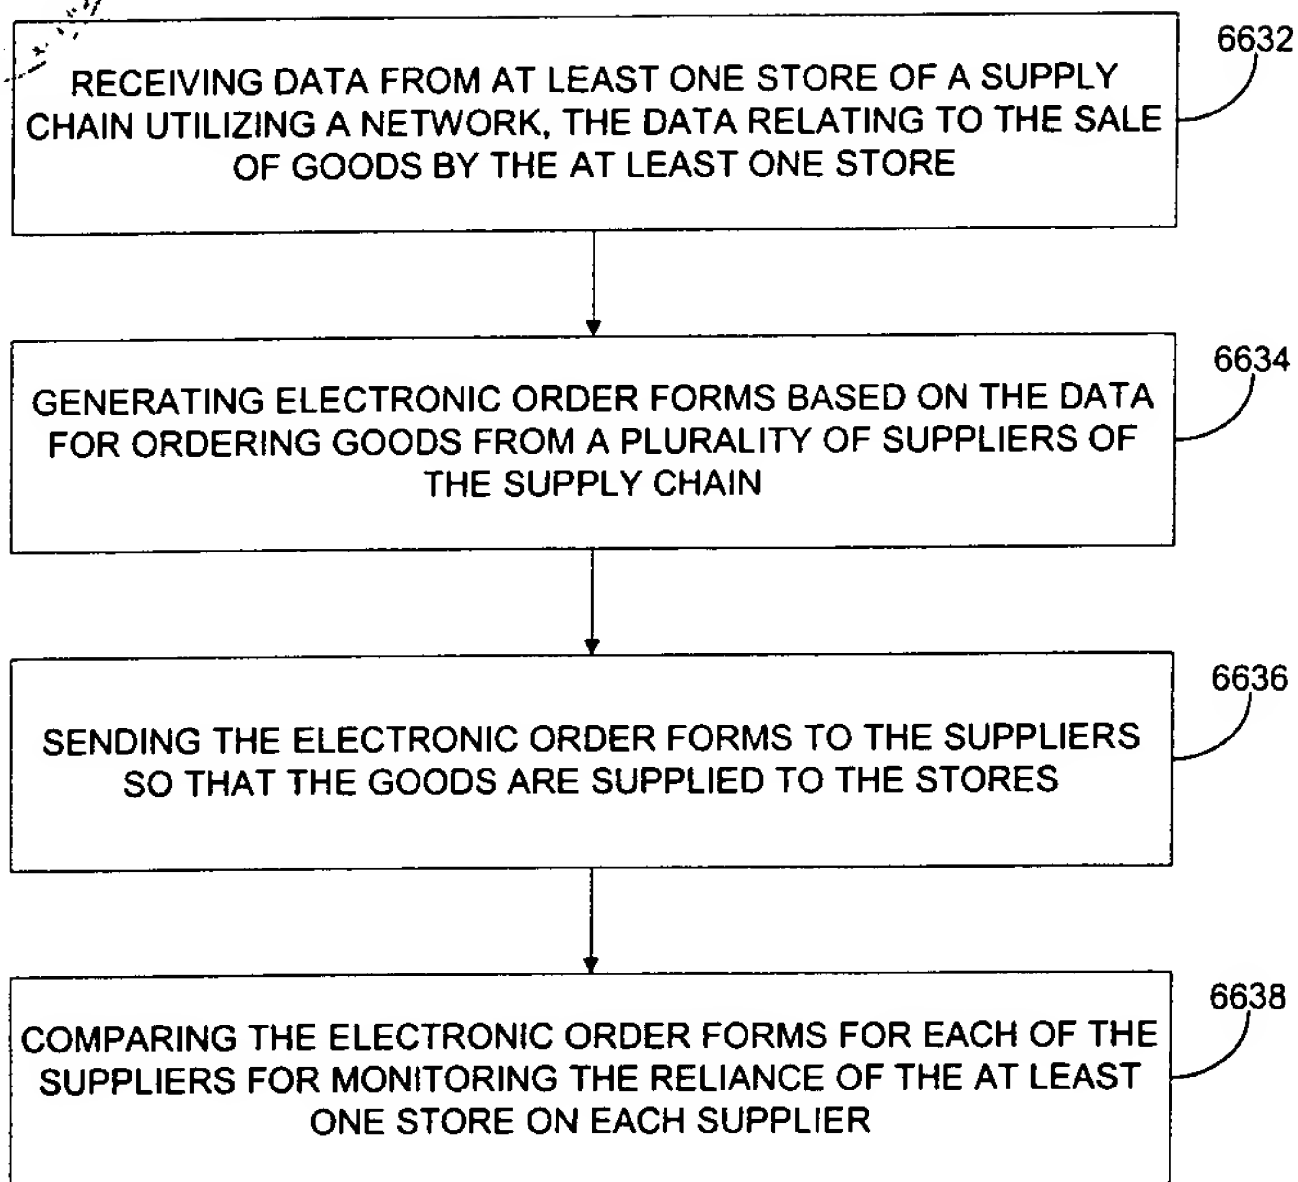 6632
RECEIVING DATA FROM AT LEAST ONE STORE OF A SUPPLY
CHAIN UTILIZING A NETWORK, THE DATA RELATING TO THE SALE
OF GOODS BY THE AT LEAST ONE STORE
6634
GENERATING ELECTRONIC ORDER FORMS BASED ON THE DATA
FOR ORDERING GOODS FROM A PLURALITY OF SUPPLIERS OF
THE SUPPLY CHAIN
6636
SENDING THE ELECTRONIC ORDER FORMS TO THE SUPPLIERS
SO THAT THE GOODS ARE SUPPLIED TO THE STORES
6638
COMPARING THE ELECTRONIC ORDER FORMS FOR EACH OF THE
SUPPLIERS FOR MONITORING THE RELIANCE OF THE AT LEAST
ONE STORE ON EACH SUPPLIER